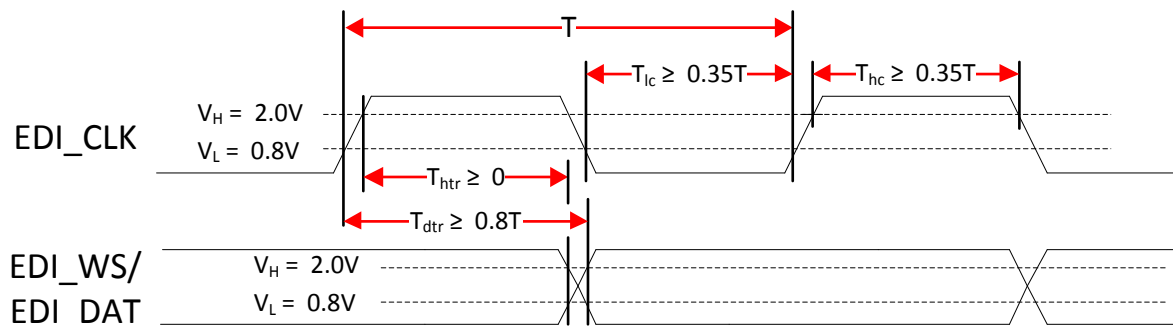 T
T_lc ≥ 0.35T
T_hc ≥ 0.35T
V_H = 2.0V
EDI_CLK
V_L = 0.8V
T_htr ≥ 0
T_dtr ≥ 0.8T
EDI_WS/
V_H = 2.0V
EDI_DAT
V_L = 0.8V